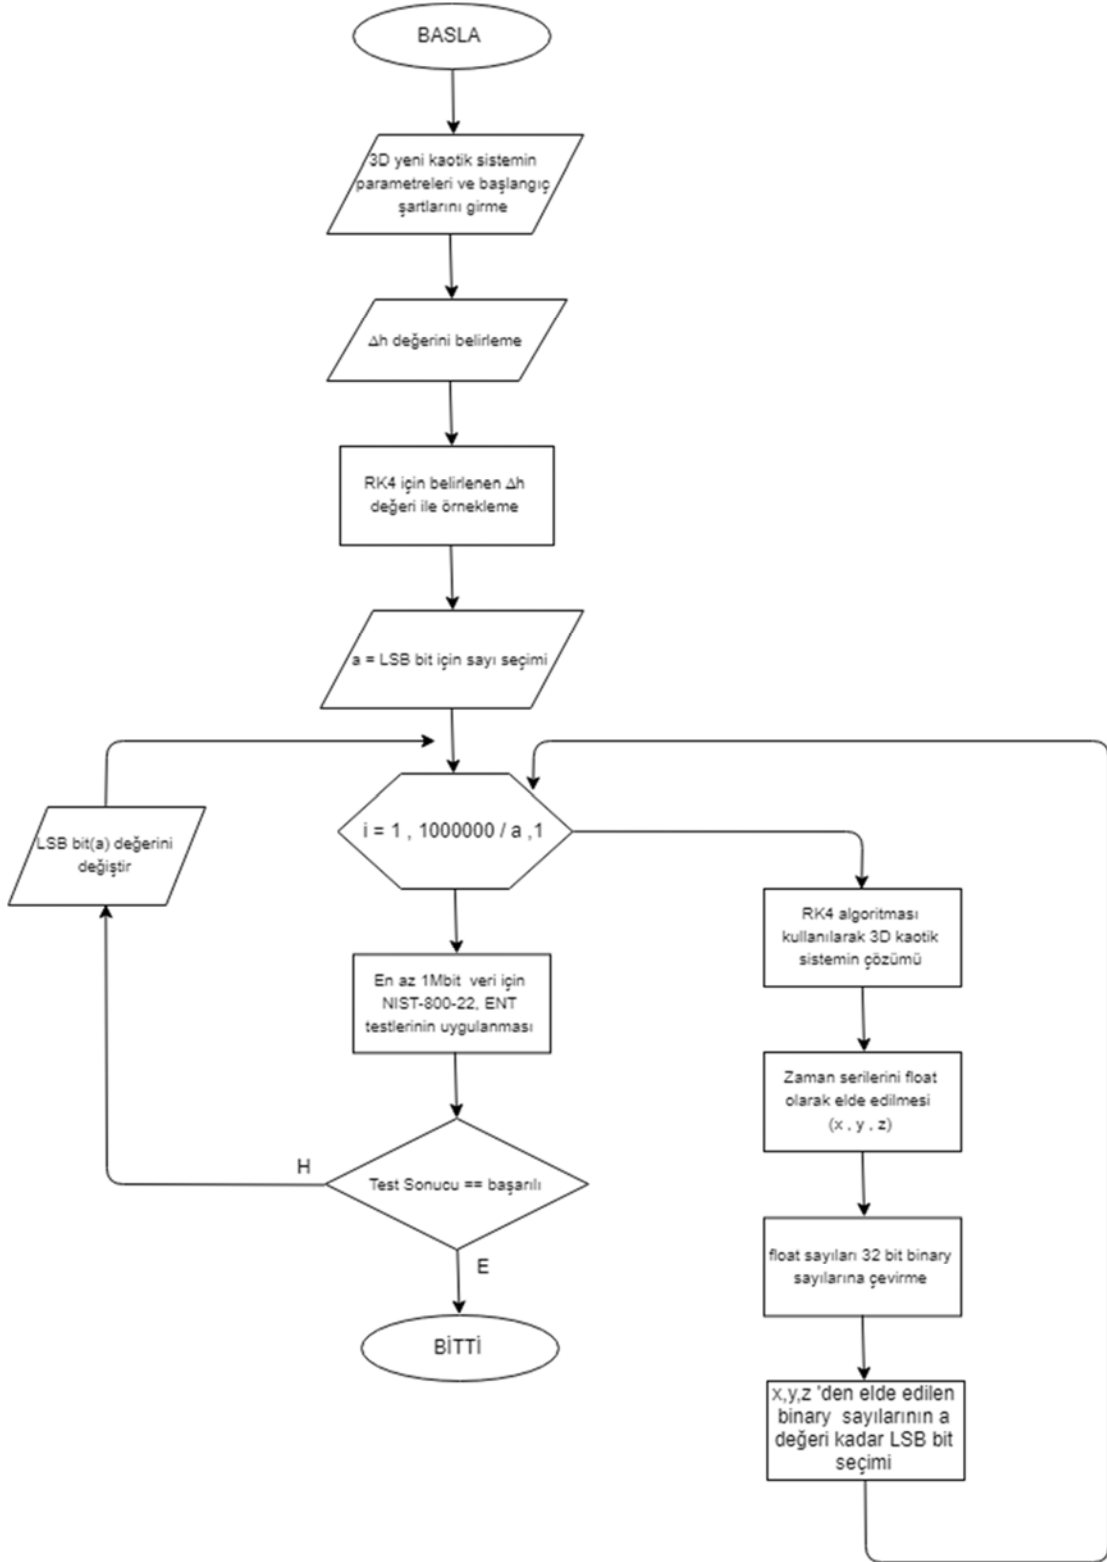 BASLA
3D yeni kaotik sistemin
parametreleri ve başlangıç
şartlarını girme
Δh değerini belirleme
RK4 için belirlenen Δh
değeri ile örnekleme
a = LSB bit için sayı seçimi
i = 1 , 1000000 / a ,1
LSB bit(a) değerini
değiştir
En az 1Mbit veri için
NIST-800-22, ENT
testlerinin uygulanması
Test Sonucu == başarılı
H
E
BİTTİ
RK4 algoritması
kullanılarak 3D kaotik
sistemin çözümü
Zaman serilerini float
olarak elde edilmesi
(x , y , z)
float sayıları 32 bit binary
sayılarına çevirme
x,y,z 'den elde edilen
binary sayılarının a
değeri kadar LSB bit
seçimi